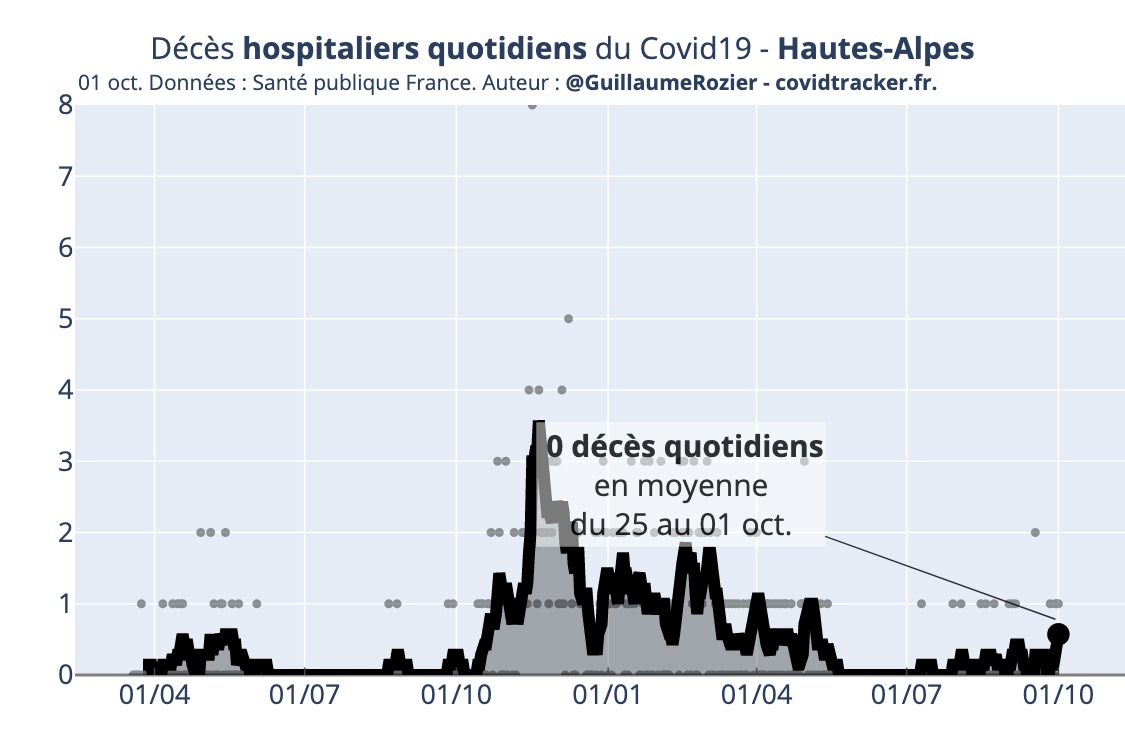 Décès hospitaliers quotidiens du Covid19 - Hautes-Alpes
01 oct. Données : Santé publique France. Auteur : @GuillaumeRozier - covidtracker.fr.
8
7
6
5
4
3
2
1
0
0 décès quotidiens
en moyenne
du 25 au 01 oct.
01/04 01/07 01/10 01/01 01/04 01/07 01/10